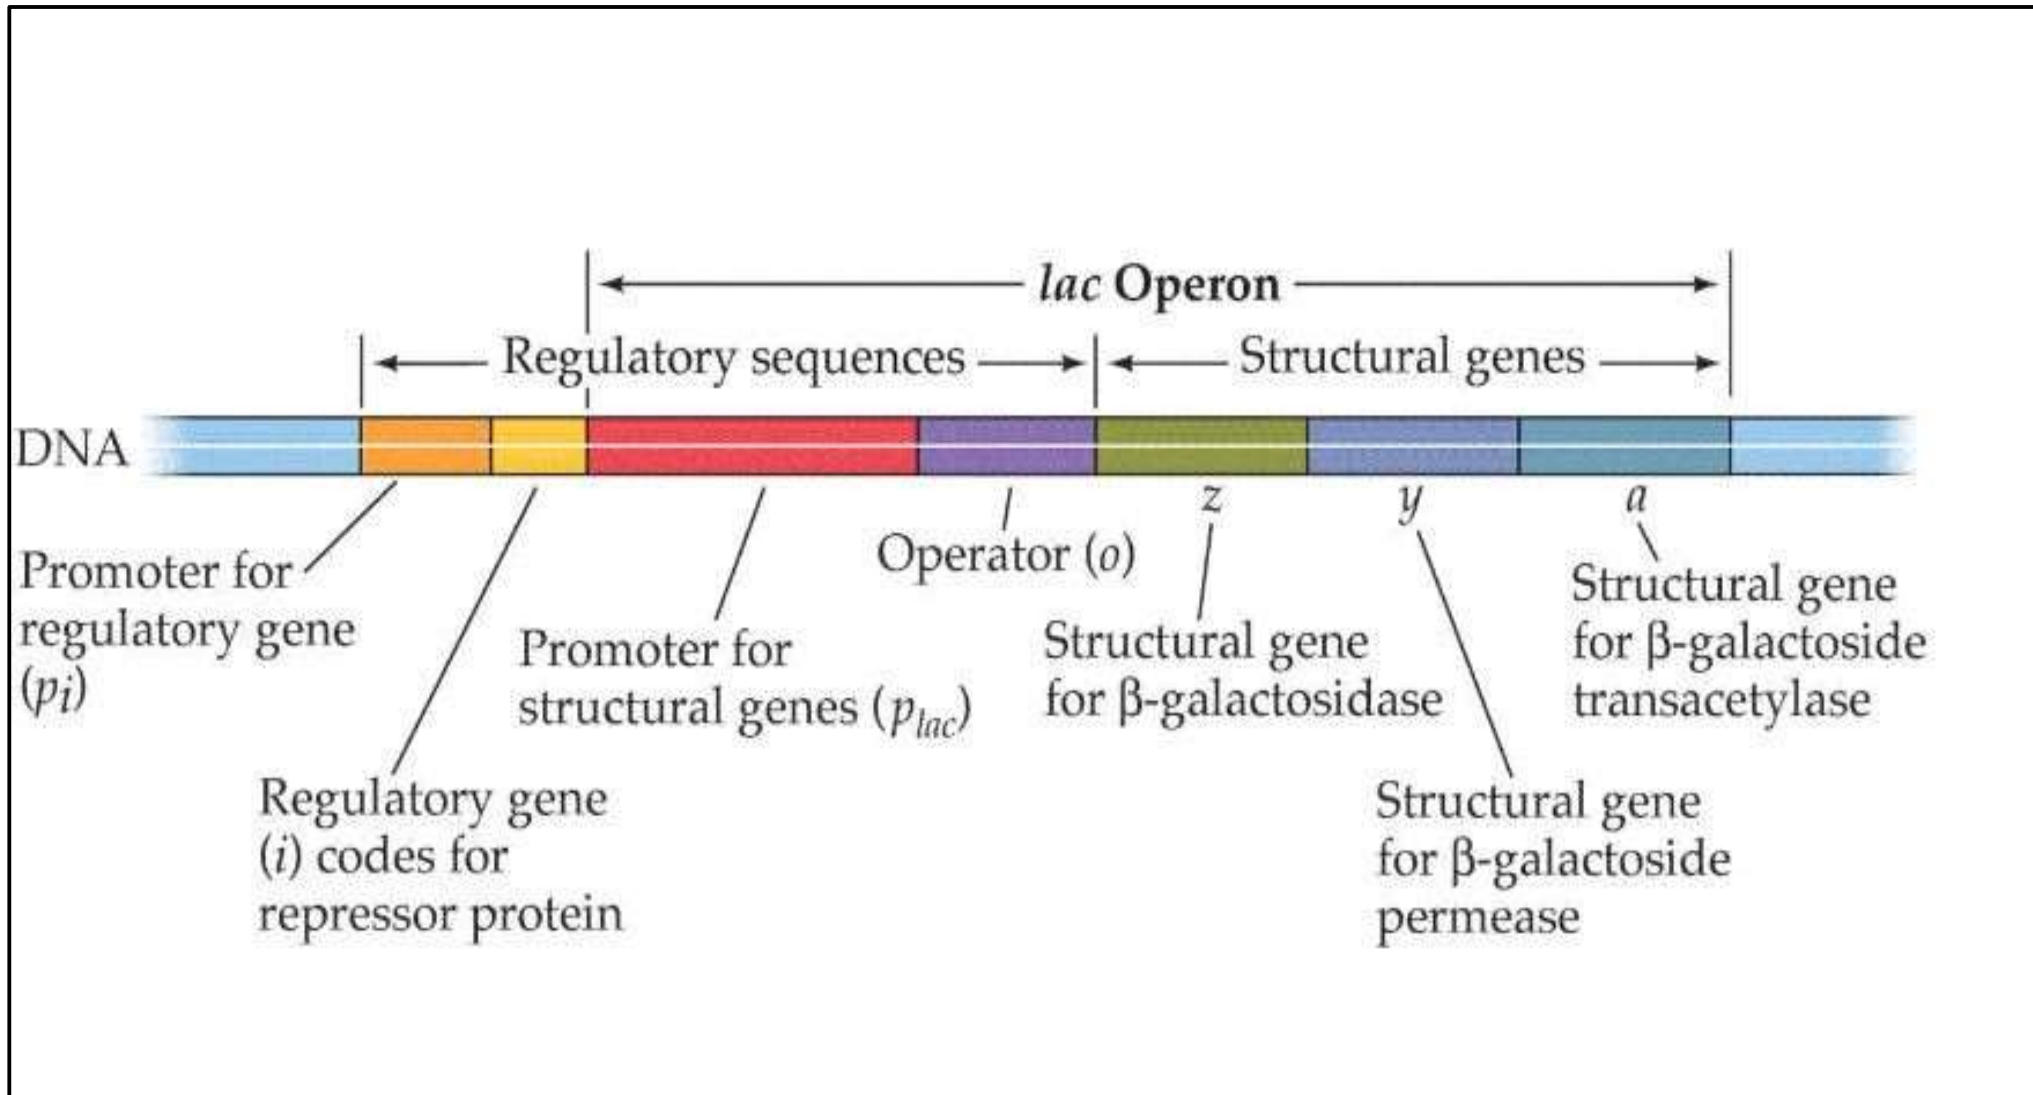 lac Operon
Regulatory sequences
Structural genes
DNA
z
y
a
Promoter for
regulatory gene
(pi)
Regulatory gene
(i) codes for
repressor protein
Promoter for
structural genes (plac)
Operator (o)
Structural gene
for β-galactosidase
Structural gene
for β-galactoside
permease
Structural gene
for β-galactoside
transacetylase